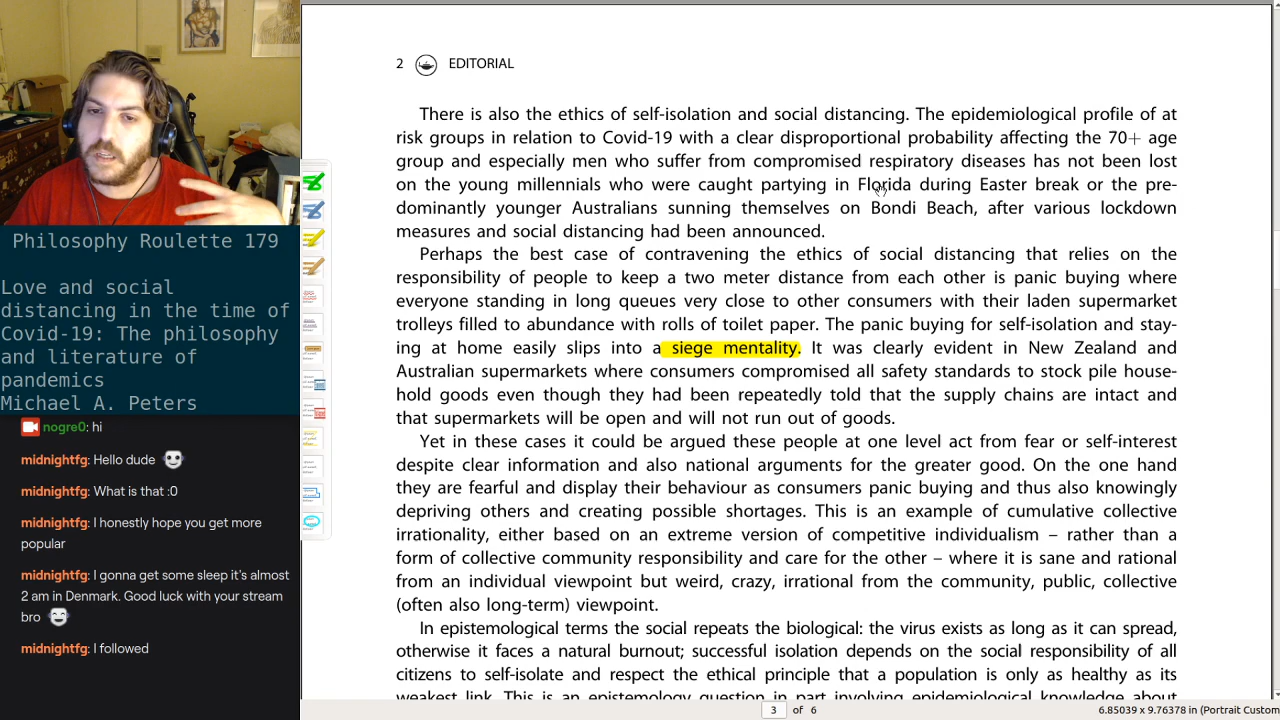 2 EDITORIAL
There is also the ethics of self-isolation and social distancing. The epidemiological profile of at
risk groups in relation to Covid-19 with a clear disproportional probability affecting the 70+ age
group and especially men who suffer from compromised respiratory diseases has not been lost
on the young millennials who were caught partying in Florida during Easter break or the pre-
dominantly younger Australians sunning themselves on Bondi Beach, after various lockdown
measures and social distancing had been announced.
Perhaps the best case of contravening the ethics of social distancing that relies on the
responsibility of people to keep a two meter distance from each other is panic buying where
everyone standing in long queues very close to other consumers with their laden supermarket
trolleys full to abundance with rolls of toilet paper. The panic buying for self-isolation and stay-
ing at home easily tips into a siege mentality
clearly evident in New Zealand and
Australian supermarkets where consumers compromised all safety standards to stock pile house-
hold goods even though they had been repeatedly told that the supply chains are intact and
that supermarkets will be open and will not run out of goods.
Yet in these cases it could be argued these people at one level act from fear or self-interest
despite the information and and rational arguments for the greater good. On the one hand
they are fearful and display the behavior as consumers panic buying and thus also knowingly
depriving others and creating possible shortages. This is an example of cumulative collective
irrationality, either based on an extreme version of competitive individualism – rather than a
form of collective community responsibility and care for the other – where it is sane and rational
from an individual viewpoint but weird, crazy, irrational from the community, public, collective
(often also long-term) viewpoint.
In epistemological terms the social repeats the biological: the virus exists as long as it can spread,
otherwise it faces a natural burnout; successful isolation depends on the social responsibility of all
citizens to self-isolate and respect the ethical principle that a population is only as healthy as its
weakest link. This is an epistemology question in part involving epidemiological knowledge about
Philosophy Roulette 179
Love and social
distancing in the time of
Covid-19: The philosophy
and literature of
pandemics
Michael A. Peters
nogre0: hi
midnightfg: Hello dude
midnightfg: What is that :0
midnightfg: I honestly hope you get more
popular
midnightfg: I gonna get some sleep it's almost
2 am in Denmark. Good luck with your stream
bro
midnightfg: I followed
3 of 6
6.85039 x 9.76378 in (Portrait Custom